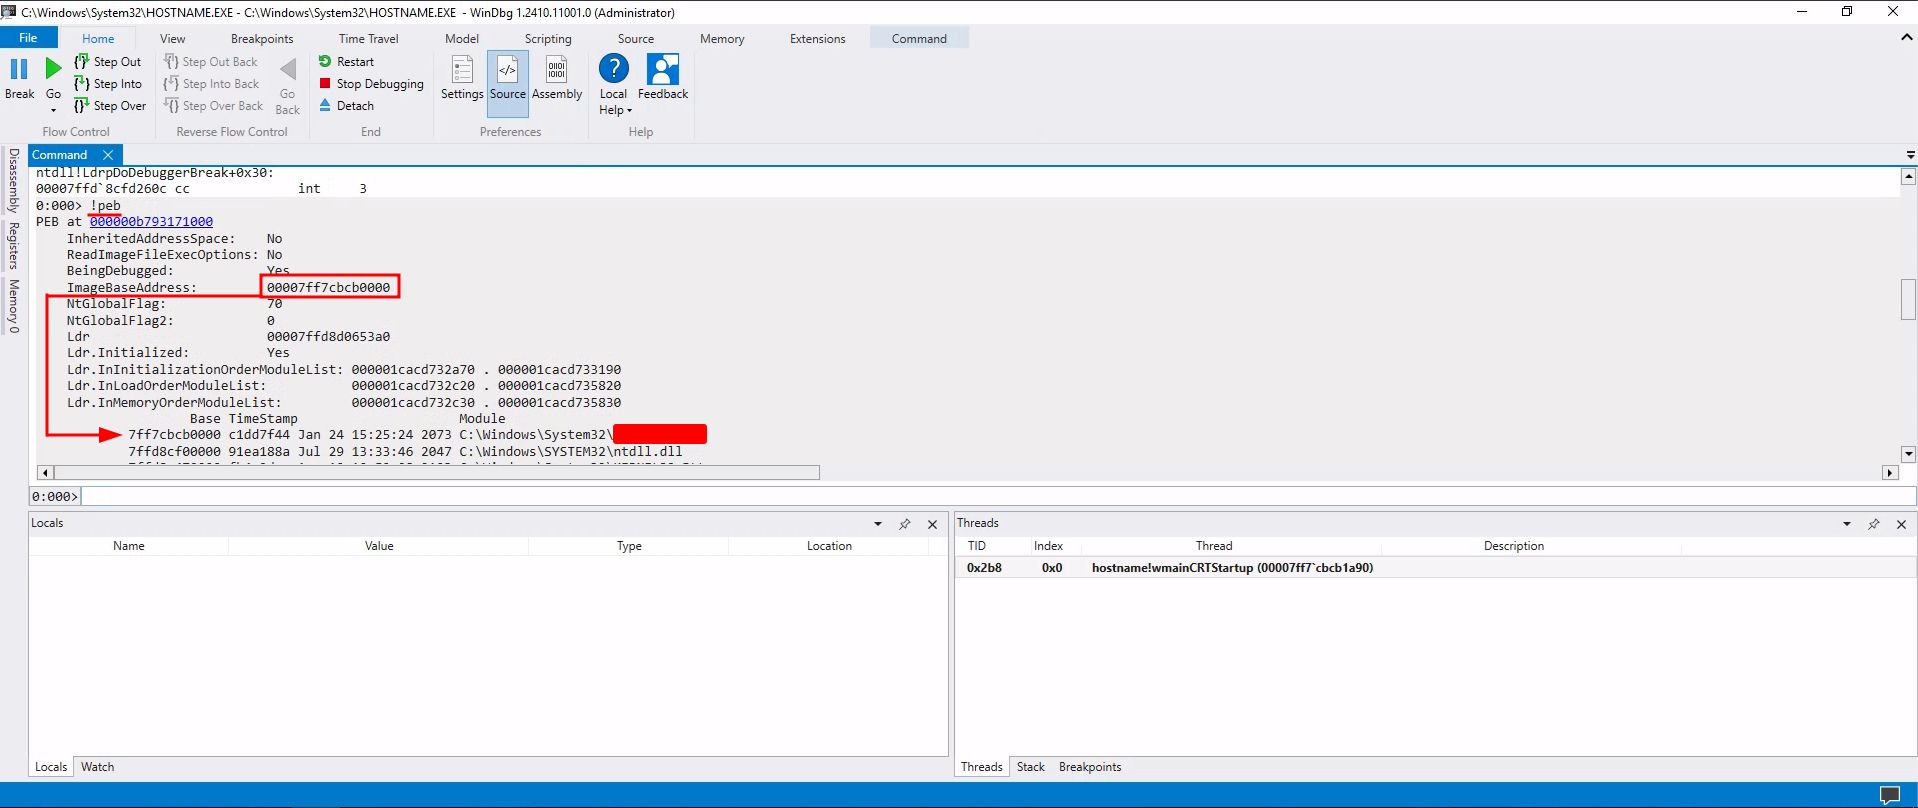 C:\Windows\System32\HOSTNAME.EXE - C:\Windows\System32\HOSTNAME.EXE - WinDbg 1.2410.11001.0 (Administrator)
File Home View Breakpoints Time Travel Model Scripting Source Memory Extensions Command
Break
Go
Step Out
Step Into
Step Over
Flow Control
Step Out Back
Step Into Back
Step Over Back
Go Back
Reverse Flow Control
Restart
Stop Debugging
Detach
End
Settings
Source
Assembly
Preferences
Local Help
Feedback
Help
Disassembly
Registers
Memory 0
Command
ntdll!LdrpDoDebuggerBreak+0x30:
00007ffd`8cfd260c cc int 3
0:000> !peb
PEB at 000000b793171000
InheritedAddressSpace: No
ReadImageFileExecOptions: No
BeingDebugged: Yes
ImageBaseAddress: 00007ff7cbcb0000
NtGlobalFlag: 70
NtGlobalFlag2: 0
Ldr 00007ffd8d0653a0
Ldr.Initialized: Yes
Ldr.InInitializationOrderModuleList: 000001cacd732a70 . 000001cacd733190
Ldr.InLoadOrderModuleList: 000001cacd732c20 . 000001cacd735820
Ldr.InMemoryOrderModuleList: 000001cacd732c30 . 000001cacd735830
Base TimeStamp Module
7ff7cbcb0000 c1dd7f44 Jan 24 15:25:24 2073 C:\Windows\System32\
7ffd8cf00000 91ea188a Jul 29 13:33:46 2047 C:\Windows\SYSTEM32\ntdll.dll
0:000>
Locals
Name Value Type Location
Locals Watch
Threads
TID Index Thread Description
0x2b8 0x0 hostname!wmainCRTStartup (00007ff7`cbcb1a90)
Threads Stack Breakpoints